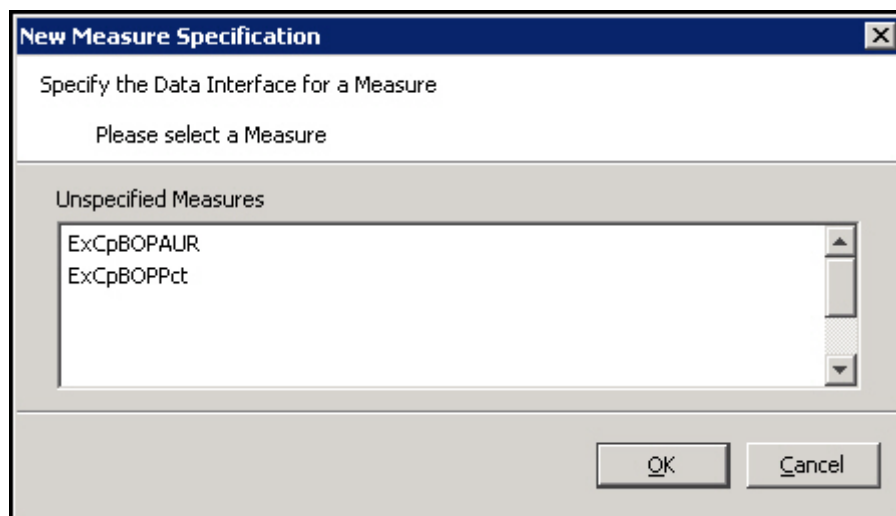 New Measure Specification
Specify the Data Interface for a Measure
Please select a Measure
Unspecified Measures
ExCpBOPAUR
ExCpBOPPct
OK Cancel